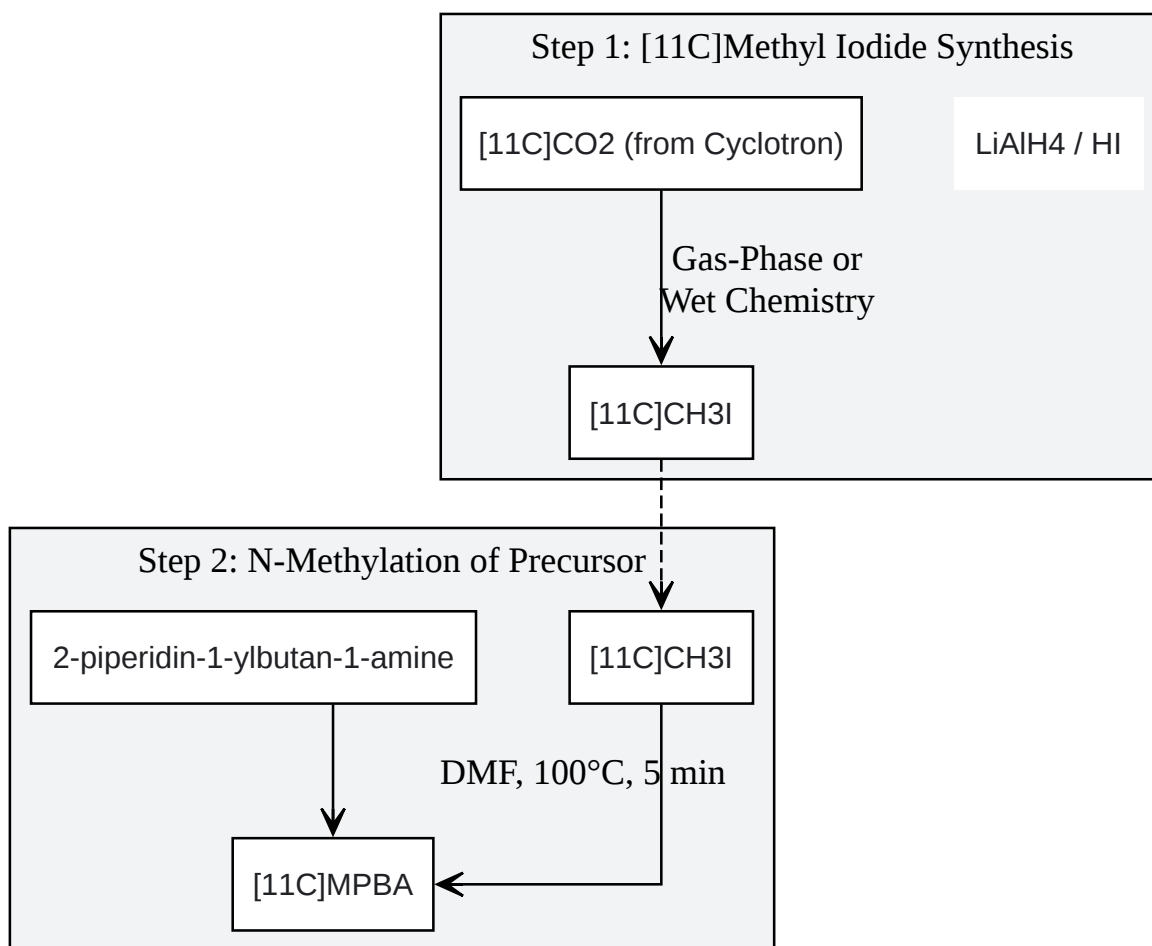 Step 1: [11C]Methyl Iodide Synthesis
[11C]CO2 (from Cyclotron)
LiAlH4 / HI
Gas-Phase or
Wet Chemistry
[11C]CH3I
Step 2: N-Methylation of Precursor
2-piperidin-1-ylbutan-1-amine
[11C]CH3I
DMF, 100°C, 5 min
[11C]MPBA